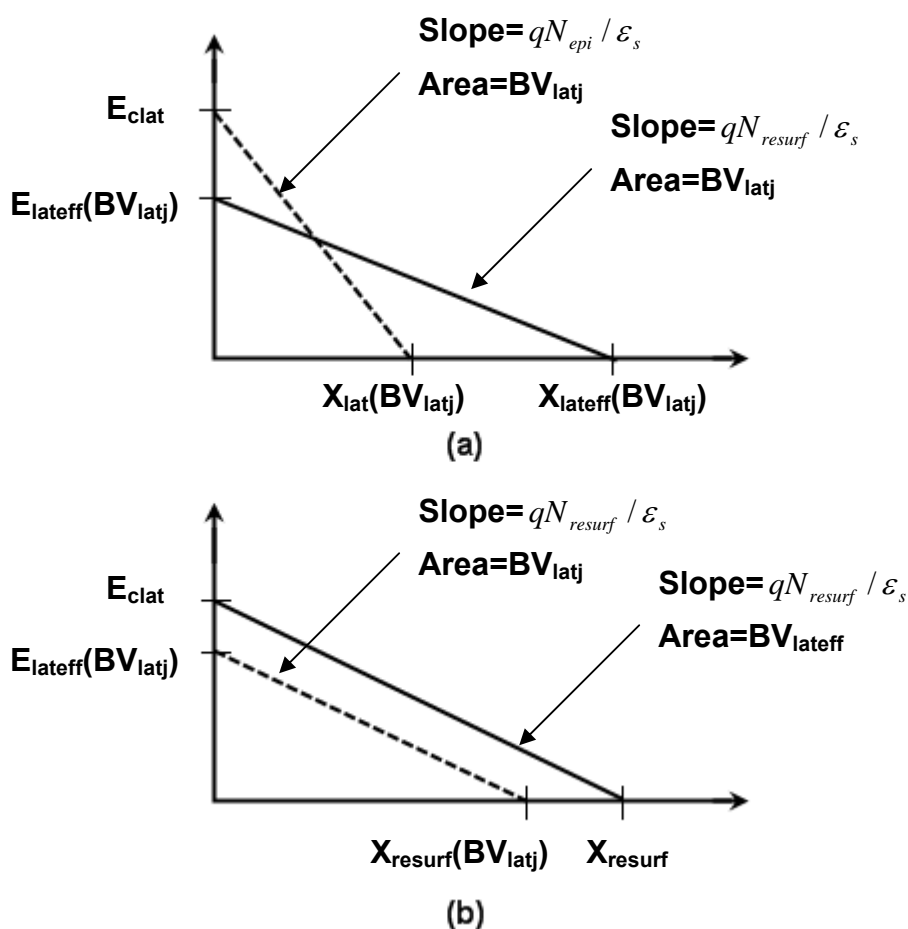 Slope= qN_epi / ε_s
Area=BV_latj
E_clat
Slope= qN_resurf / ε_s
Area=BV_latj
E_lateff(BV_latj)
X_lat(BV_latj)
X_lateff(BV_latj)
(a)
Slope= qN_resurf / ε_s
Area=BV_latj
E_clat
Slope= qN_resurf / ε_s
Area=BV_lateff
E_lateff(BV_latj)
X_resurf(BV_latj)
X_resurf
(b)